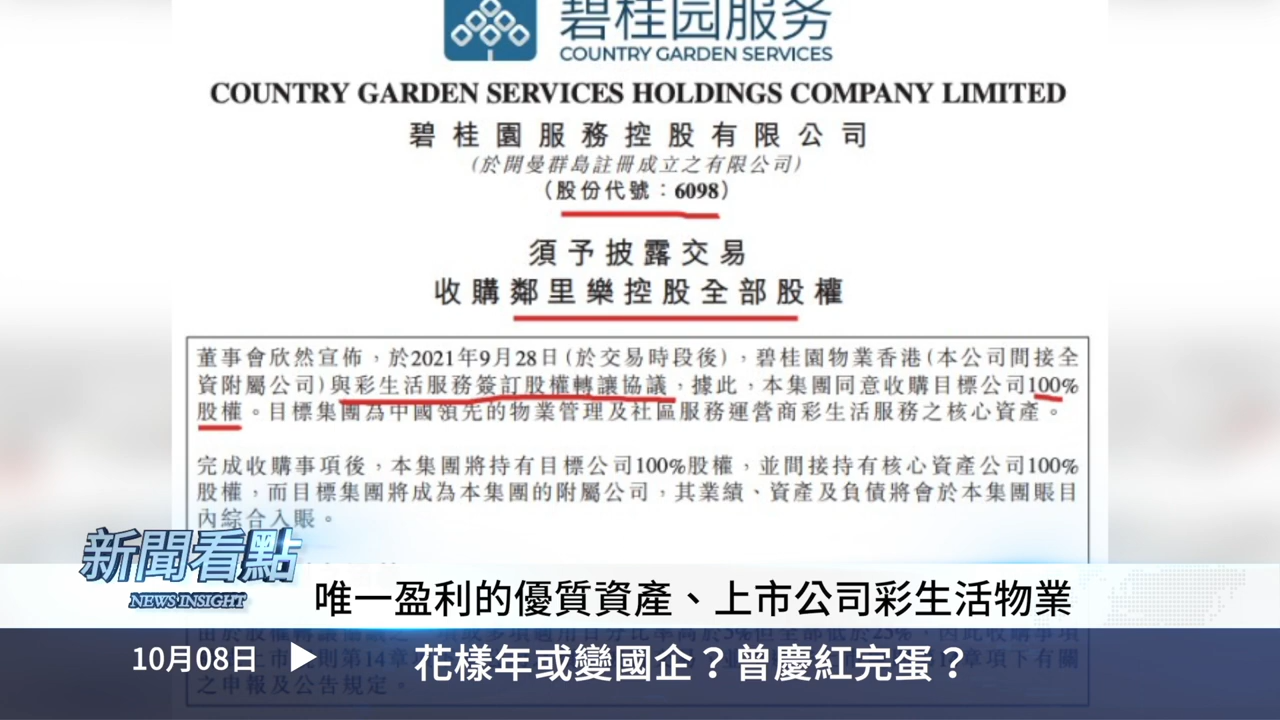 碧桂园服务
COUNTRY GARDEN SERVICES
COUNTRY GARDEN SERVICES HOLDINGS COMPANY LIMITED
碧桂園服務控股有限公司
(於開曼群島註冊成立之有限公司)
(股份代號：6098)
須予披露交易
收購鄰里樂控股全部股權
董事會欣然宣佈，於2021年9月28日(於交易時段後)，碧桂園物業香港(本公司間接全
資附屬公司)與彩生活服務簽訂股權轉讓協議，據此，本集團同意收購目標公司100%
股權。目標集團為中國領先的物業管理及社區服務運營商彩生活服務之核心資產。
完成收購事項後，本集團將持有目標公司100%股權，並間接持有核心資產公司100%
股權，而目標集團將成為本集團的附屬公司，其業績、資產及負債將會於本集團賬目
內綜合入賬。
新聞看點
NEWS INSIGHT
唯一盈利的優質資產、上市公司彩生活物業
10月08日
花樣年或變國企？曾慶紅完蛋？
之申報及公告規定。